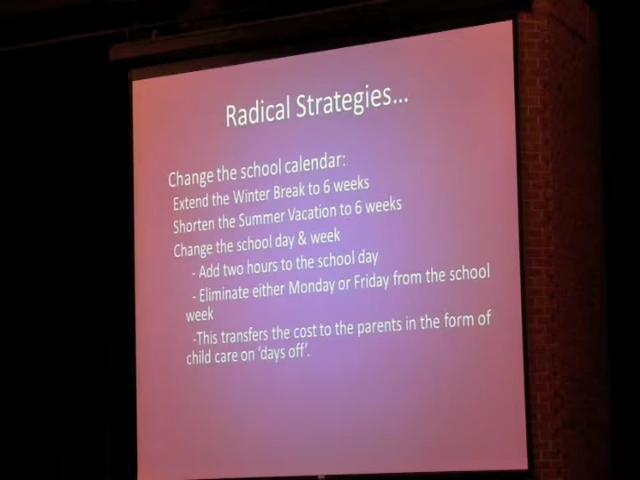 Radical Strategies...
Change the school calendar:
Extend the Winter Break to 6 weeks
Shorten the Summer Vacation to 6 weeks
Change the school day & week
- Add two hours to the school day
- Eliminate either Monday or Friday from the school
week
-This transfers the cost to the parents in the form of
child care on ‘days off’.